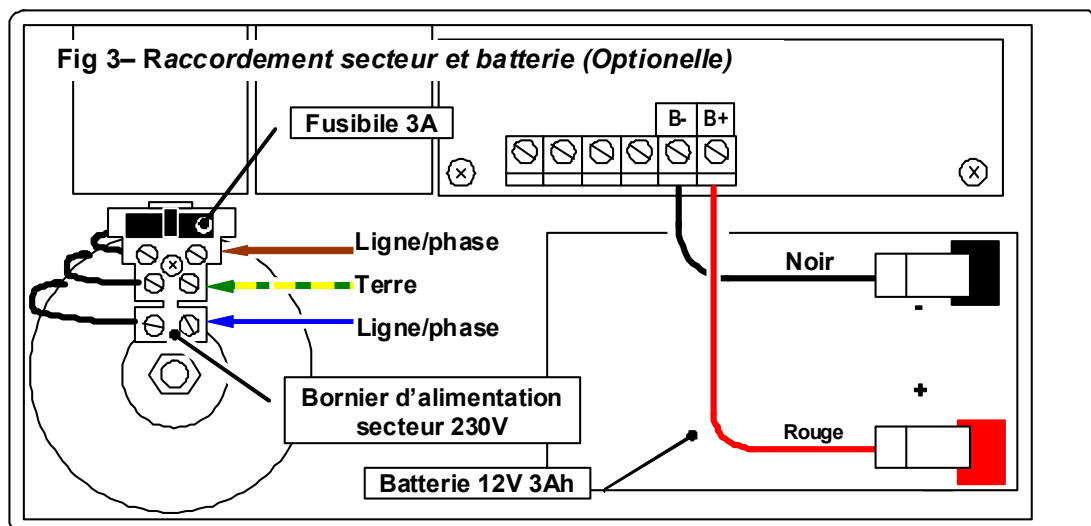 Fig 3– Raccordement secteur et batterie (Optionelle)
Fusibile 3A
B- B+
Ligne/phase
Terre
Ligne/phase
Noir
-
+
Bornier d’alimentation
secteur 230V
Rouge
Batterie 12V 3Ah